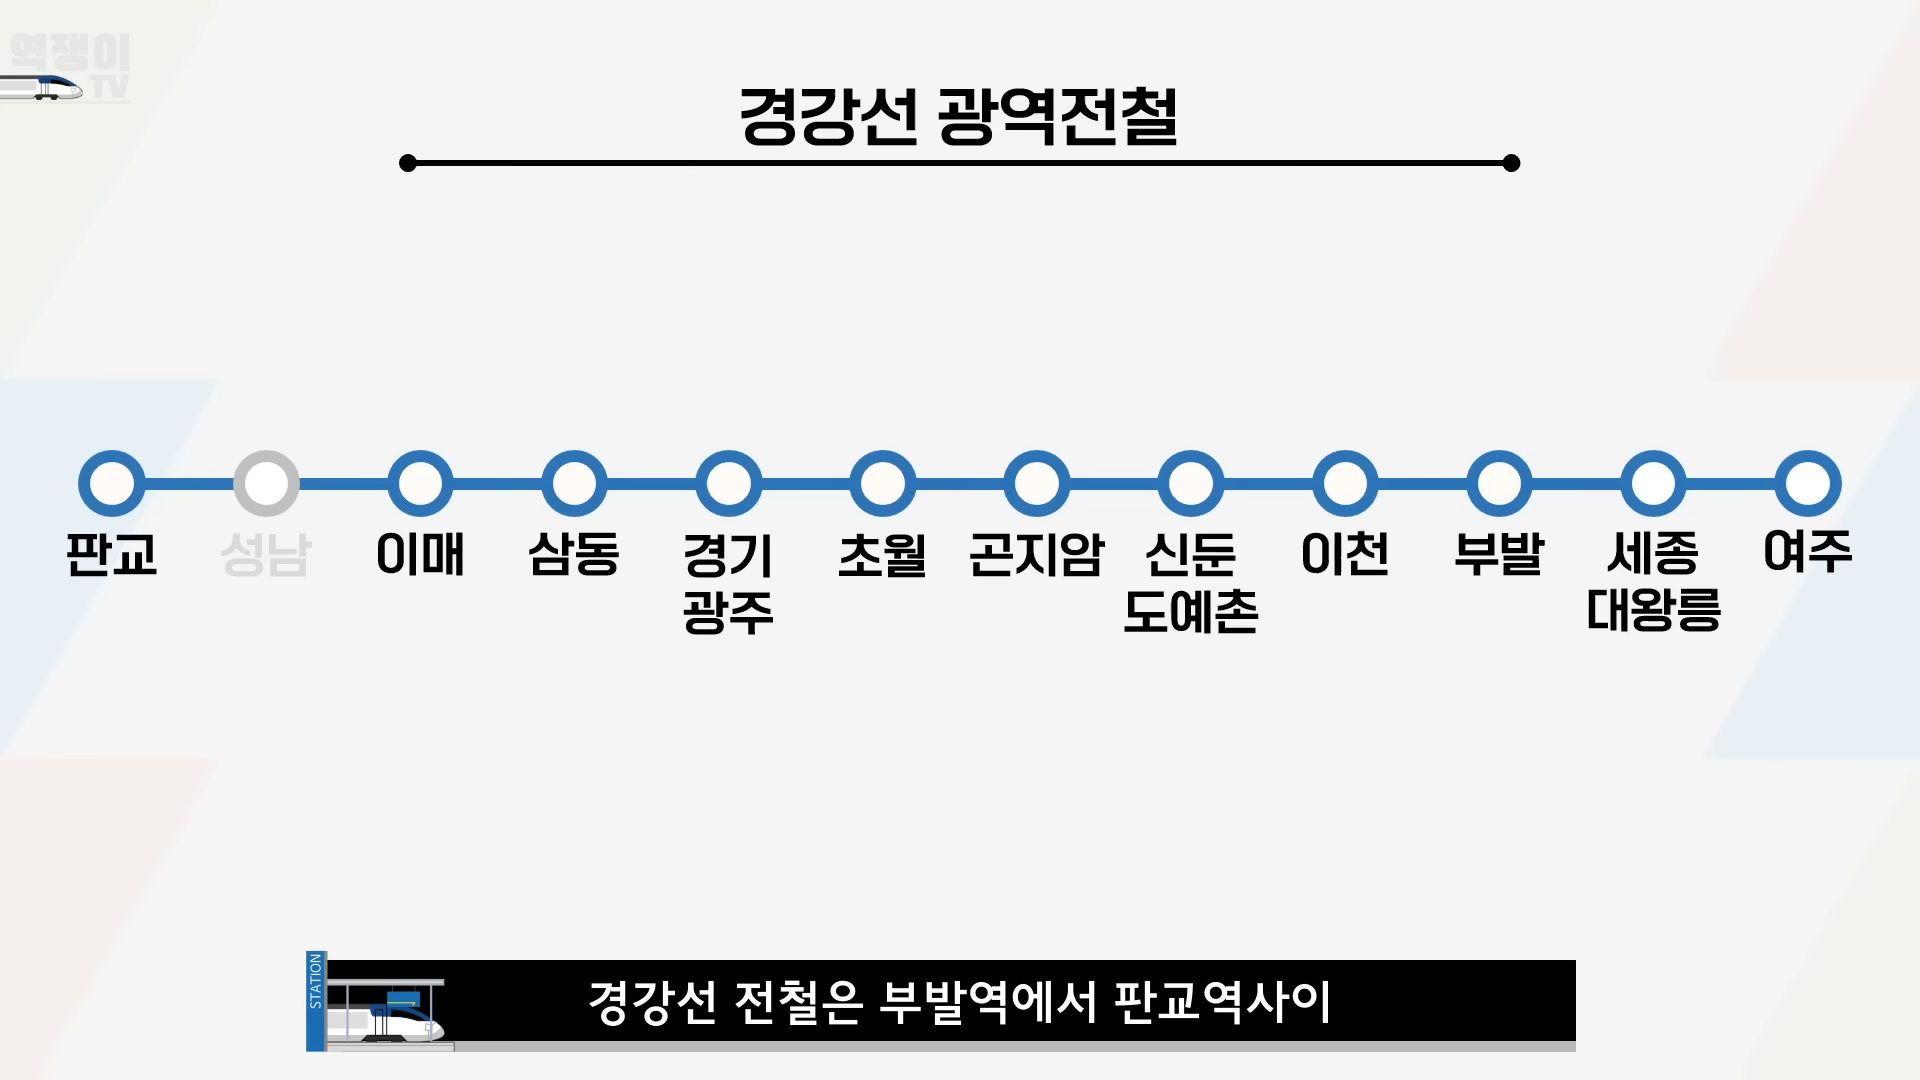 역쟁이
TV
경강선 광역전철
판교
성남
이매
삼동
경기
광주
초월
곤지암
신둔
도예촌
이천
부발
세종
대왕릉
여주
STATION
경강선 전철은 부발역에서 판교역사이